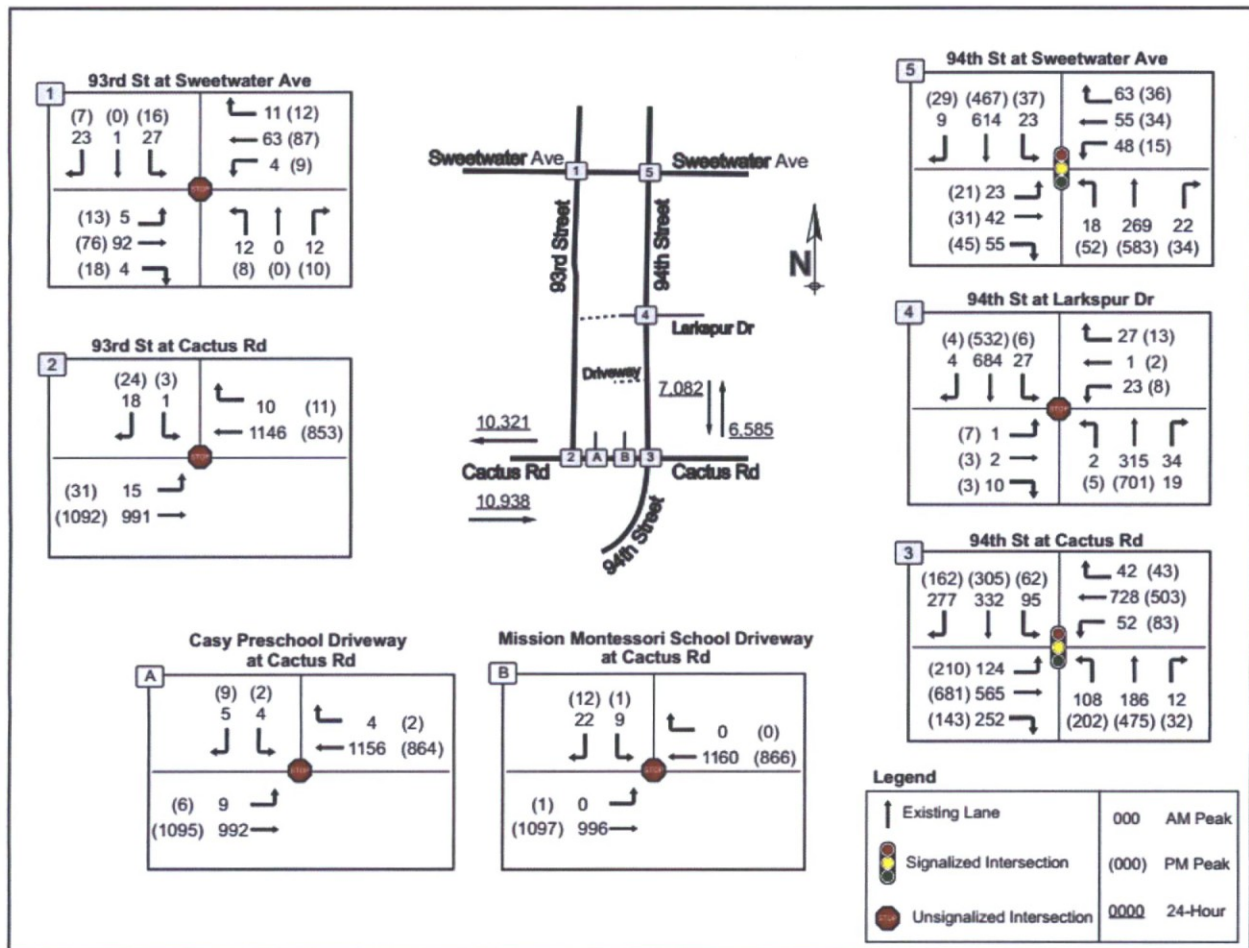 93rd St at Sweetwater Ave
1
(7) (0) (16)
23 1 27
11 (12)
63 (87)
4 (9)
STOP
(13) 5
(76) 92
(18) 4
12 0 12
(8) (0) (10)
93rd St at Cactus Rd
2
(24) (3)
18 1
10 (11)
1146 (853)
STOP
(31) 15
(1092) 991
Sweetwater Ave
1
5
Sweetwater Ave
93rd Street
94th Street
N
4
Larkspur Dr
Driveway
7,082
6,585
10,321
2
A
B
3
Cactus Rd
Cactus Rd
10,938
94th Street
94th St at Sweetwater Ave
5
(29) (467) (37)
9 614 23
63 (36)
55 (34)
48 (15)
(21) 23
(31) 42
(45) 55
18 269 22
(52) (583) (34)
94th St at Larkspur Dr
4
(4) (532) (6)
4 684 27
27 (13)
1 (2)
23 (8)
STOP
(7) 1
(3) 2
(3) 10
2 315 34
(5) (701) 19
94th St at Cactus Rd
3
(162) (305) (62)
277 332 95
42 (43)
728 (503)
52 (83)
(210) 124
(681) 565
(143) 252
108 186 12
(202) (475) (32)
Casy Preschool Driveway
at Cactus Rd
A
(9) (2)
5 4
4 (2)
1156 (864)
STOP
(6) 9
(1095) 992
Mission Montessori School Driveway
at Cactus Rd
B
(12) (1)
22 9
0 (0)
1160 (866)
STOP
(1) 0
(1097) 996
Legend
Existing Lane
000 AM Peak
Signalized Intersection
(000) PM Peak
STOP
Unsignalized Intersection
0000 24-Hour